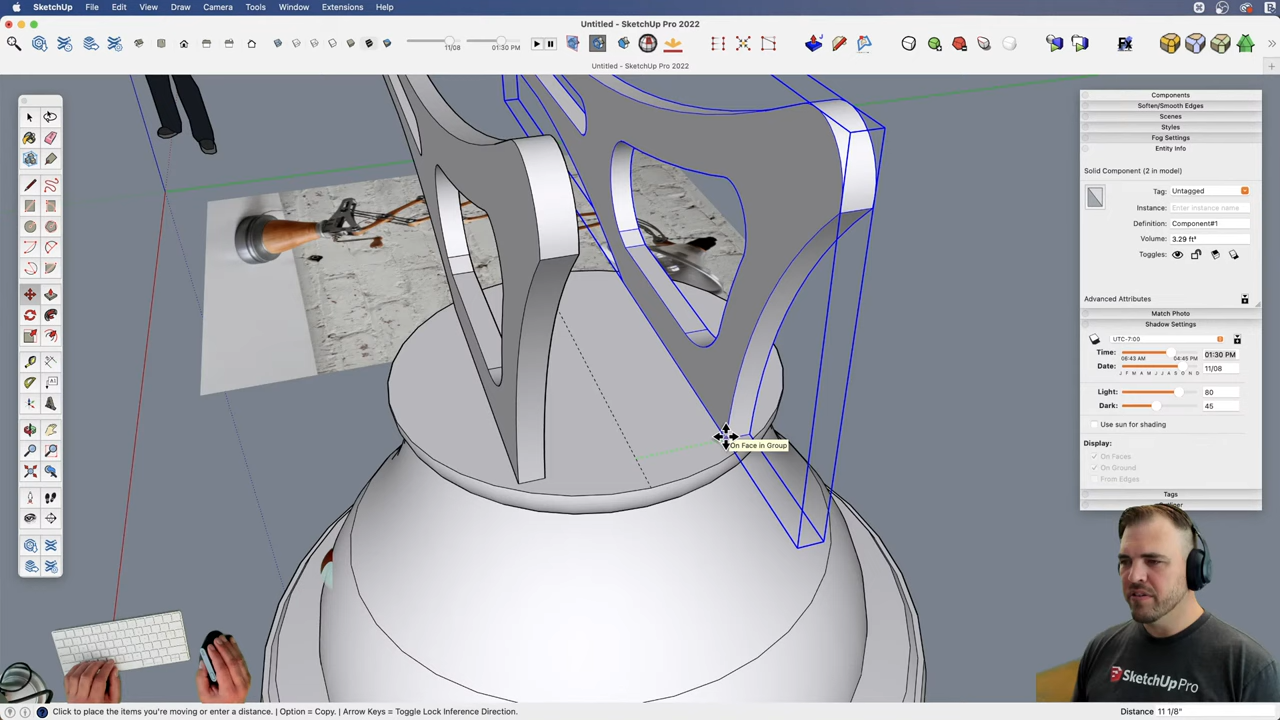 SketchUp File Edit View Draw Camera Tools Window Extensions Help
Untitled - SketchUp Pro 2022
11/08 01:30 PM
Untitled - SketchUp Pro 2022
Components
Soften/Smooth Edges
Scenes
Styles
Fog Settings
Entity Info
Solid Component (2 in model)
Tag: Untagged
Instance: Enter instance name
Definition: Component#1
Volume: 3.29 ft³
Toggles:
Advanced Attributes
Match Photo
Shadow Settings
UTC-7:00
Time: 01:30 PM
06:43 AM 04:45 PM
Date: 11/08
J F M A M J J A S O N D
Light: 80
Dark: 45
Use sun for shading
Display:
On Faces
On Ground
From Edges
Tags
On Face in Group
SketchUp Pro
Click to place the items you're moving or enter a distance. | Option = Copy. | Arrow Keys = Toggle Lock Inference Direction.
Distance 11 1/8"